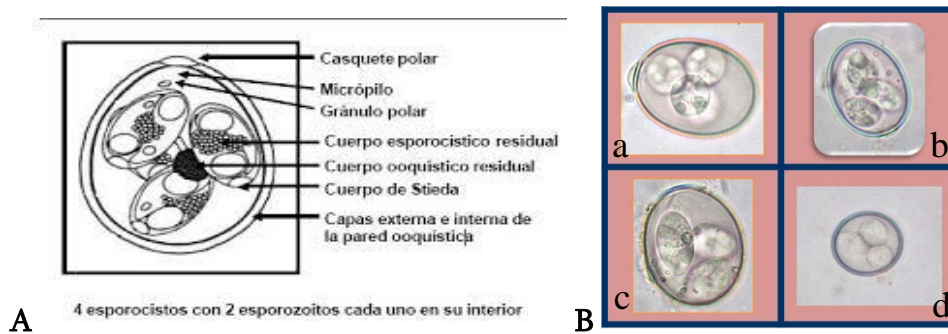 Casquete polar
Micrópilo
Gránulo polar
Cuerpo esporocístico residual
Cuerpo ooquístico residual
Cuerpo de Stieda
Capas externa e interna de
la pared ooquística
4 esporocistos con 2 esporozoitos cada uno en su interior
A
a
b
c
d
B